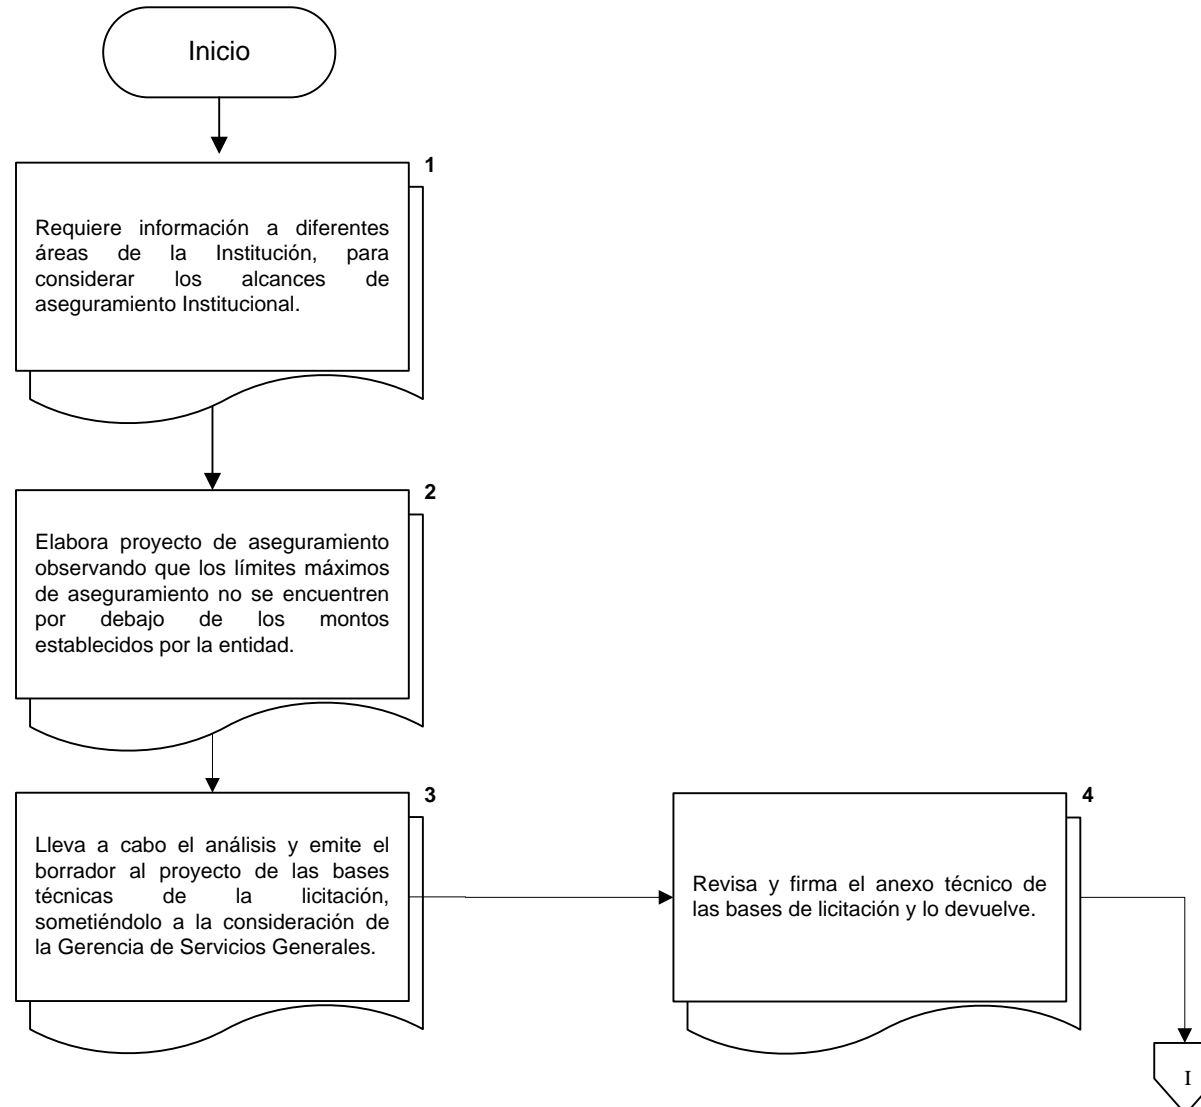 Inicio
1
Requiere información a diferentes
áreas de la Institución, para
considerar los alcances de
aseguramiento Institucional.
2
Elabora proyecto de aseguramiento
observando que los límites máximos
de aseguramiento no se encuentren
por debajo de los montos
establecidos por la entidad.
3
Lleva a cabo el análisis y emite el
borrador al proyecto de las bases
técnicas de la licitación,
sometiéndolo a la consideración de
la Gerencia de Servicios Generales.
4
Revisa y firma el anexo técnico de
las bases de licitación y lo devuelve.
I